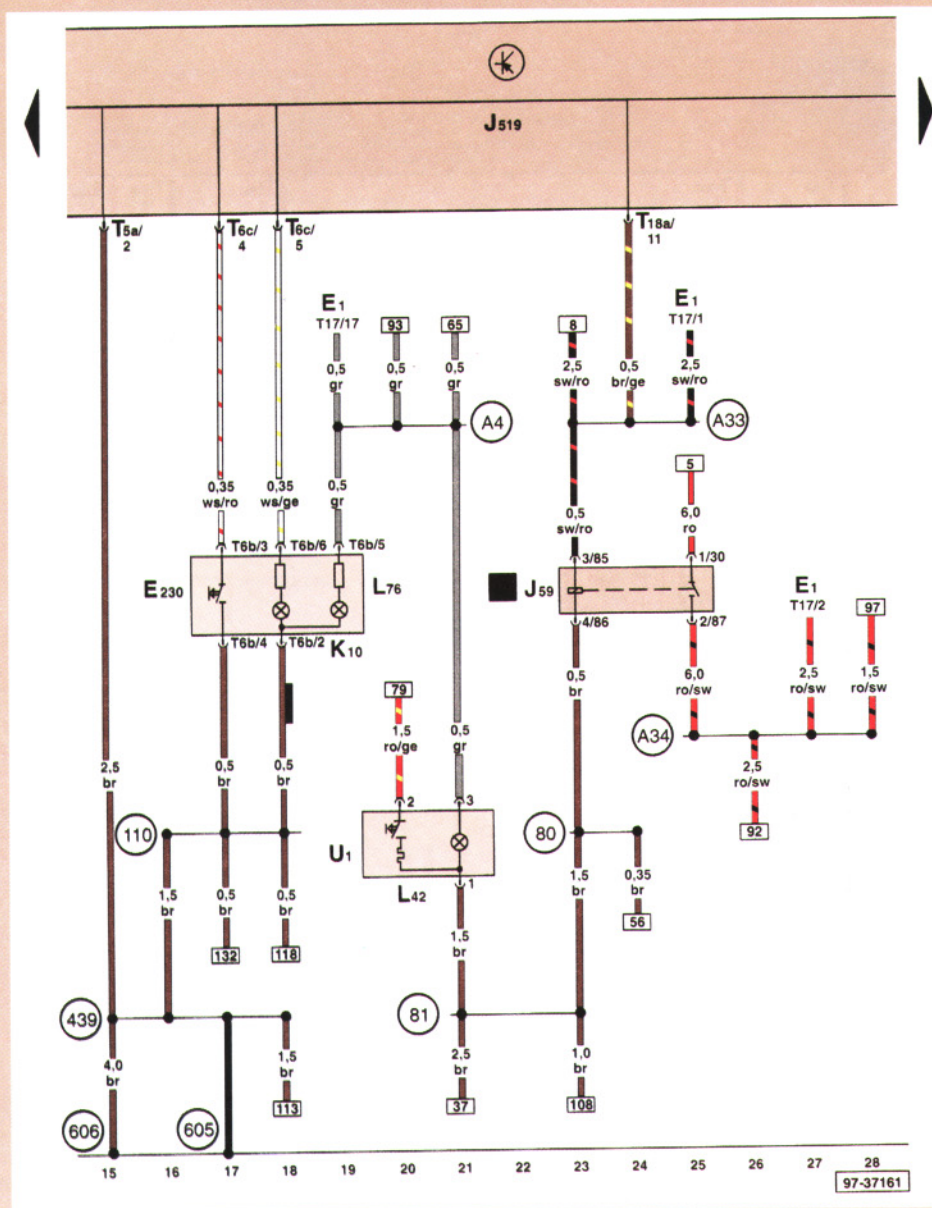 J519
T5a/
2
T6c/
4
T6c/
5
T18a/
11
E1
T17/17
93
65
8
E1
T17/1
0,5
gr
0,5
gr
0,5
gr
2,5
sw/ro
0,5
br/ge
2,5
sw/ro
A4
A33
5
0,35
ws/ro
0,35
ws/ge
0,5
gr
0,5
sw/ro
6,0
ro
T6b/3
T6b/6
T6b/5
3/85
1/30
E230
L76
J59
E1
T17/2
97
T6b/4
T6b/2
K10
4/86
2/87
79
0,5
br
6,0
ro/sw
2,5
ro/sw
1,5
ro/sw
1,5
ro/ge
0,5
gr
A34
2,5
br
0,5
br
0,5
br
2,5
ro/sw
2
3
92
110
80
U1
L42
1
1,5
br
0,5
br
0,5
br
1,5
br
0,35
br
56
132
118
1,5
br
439
81
4,0
br
1,5
br
2,5
br
1,0
br
113
37
108
606
605
15 16 17 18 19 20 21 22 23 24 25 26 27 28
97-37161